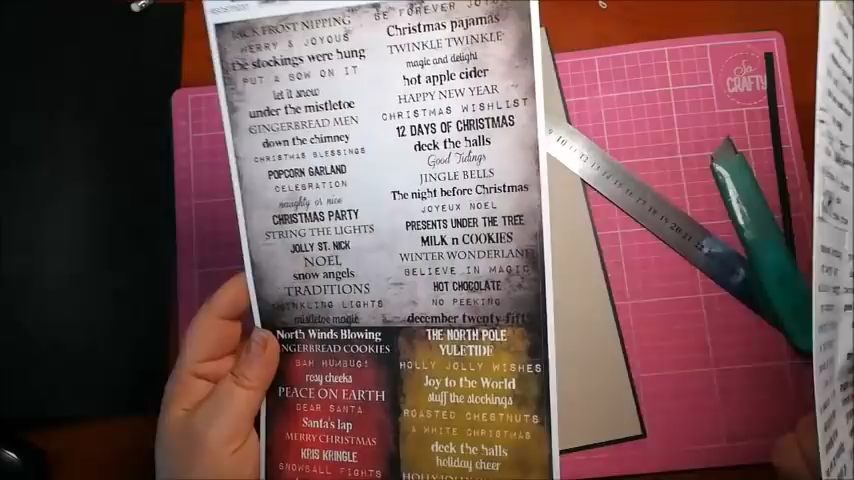 JACK FROST NIPPING
MERRY & JOYOUS
the stockings were hung
PUT A BOW ON IT
let it snow
under the mistletoe
GINGERBREAD MEN
down the chimney
CHRISTMAS BLESSINGS
POPCORN GARLAND
CELEBRATION
naughty or nice
CHRISTMAS PARTY
STRING THE LIGHTS
JOLLY ST. NICK
NOEL
snow angels
TRADITIONS
TWINKLING LIGHTS
mistletoe magic
BE FOREVER
Christmas pajamas
TWINKLE TWINKLE
magic and delight
hot apple cider
HAPPY NEW YEAR
CHRISTMAS WISHLIST
12 DAYS OF CHRISTMAS
deck the halls
Good Tidings
JINGLE BELLS
The night before Christmas
JOYEUX NOEL
PRESENTS UNDER THE TREE
MILK n COOKIES
WINTER WONDERLAND
BELIEVE IN MAGIC
HOT CHOCOLATE
NO PEEKING
december twenty-fifth
North Winds Blowing
GINGERBREAD COOKIES
BAH HUMBUG!
rosy cheeks
PEACE ON EARTH
DEAR SANTA
Santa's lap
MERRY CHRISTMAS
KRIS KRINGLE
SNOWBALL FIGHTS
THE NORTH POLE
YULETIDE
HOLLY JOLLY WISHES
Joy to the World
stuff the stockings
ROASTED CHESTNUTS
A WHITE CHRISTMAS
deck the halls
holiday cheer
So
CRAFTY